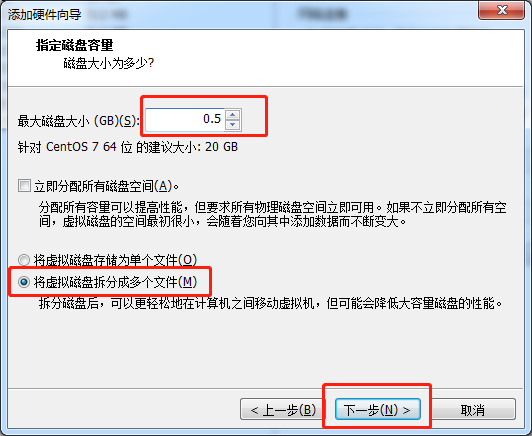 添加硬件向导
指定磁盘容量
磁盘大小为多少?
最大磁盘大小 (GB)(S): 0.5
针对 CentOS 7 64 位 的建议大小: 20 GB
立即分配所有磁盘空间(A)。
分配所有容量可以提高性能，但要求所有物理磁盘空间立即可用。如果不立即分配所有空
间，虚拟磁盘的空间最初很小，会随着您向其中添加数据而不断变大。
将虚拟磁盘存储为单个文件(O)
将虚拟磁盘拆分成多个文件(M)
拆分磁盘后，可以更轻松地在计算机之间移动虚拟机，但可能会降低大容量磁盘的性能。
< 上一步(B) 下一步(N) > 取消